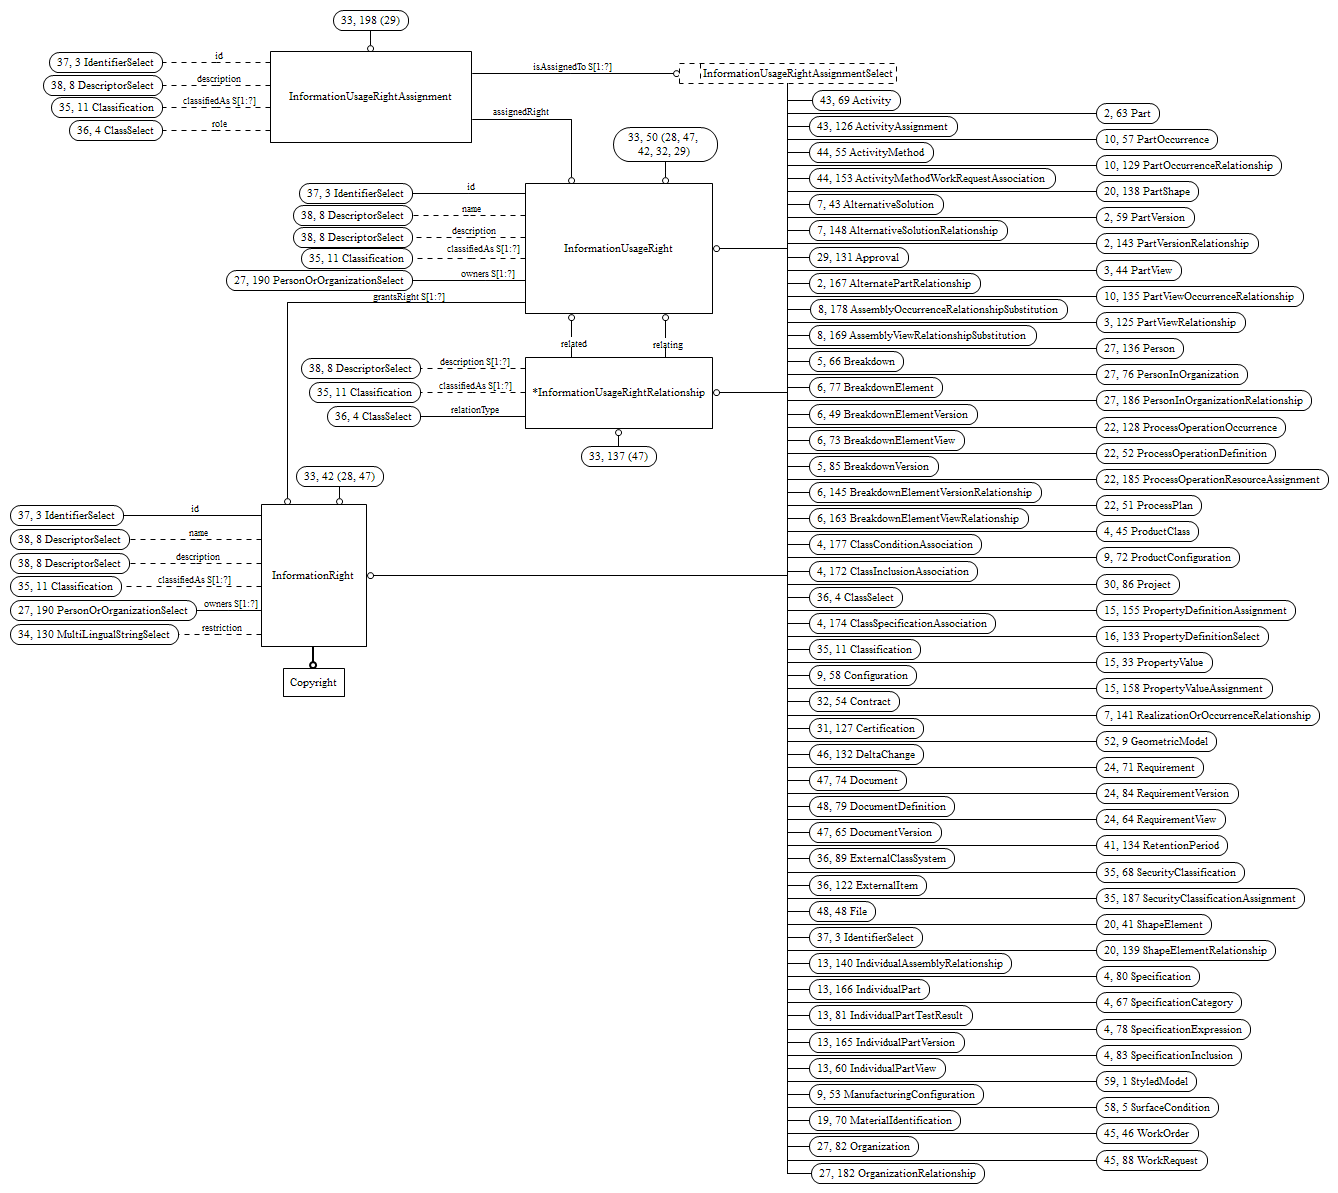 33, 198 (29)
37, 3 IdentifierSelect
id
38, 8 DescriptorSelect
description
35, 11 Classification
classifiedAs S[1:?]
36, 4 ClassSelect
role
InformationUsageRightAssignment
isAssignedTo S[1:?]
InformationUsageRightAssignmentSelect
assignedRight
33, 50 (28, 47,
42, 32, 29)
37, 3 IdentifierSelect
id
38, 8 DescriptorSelect
name
38, 8 DescriptorSelect
description
35, 11 Classification
classifiedAs S[1:?]
27, 190 PersonOrOrganizationSelect
owners S[1:?]
grantsRight S[1:?]
InformationUsageRight
related
relating
38, 8 DescriptorSelect
description S[1:?]
35, 11 Classification
classifiedAs S[1:?]
36, 4 ClassSelect
relationType
*InformationUsageRightRelationship
33, 137 (47)
33, 42 (28, 47)
37, 3 IdentifierSelect
id
38, 8 DescriptorSelect
name
38, 8 DescriptorSelect
description
35, 11 Classification
classifiedAs S[1:?]
27, 190 PersonOrOrganizationSelect
owners S[1:?]
34, 130 MultiLingualStringSelect
restriction
InformationRight
Copyright
43, 69 Activity
43, 126 ActivityAssignment
44, 55 ActivityMethod
44, 153 ActivityMethodWorkRequestAssociation
7, 43 AlternativeSolution
7, 148 AlternativeSolutionRelationship
29, 131 Approval
2, 167 AlternatePartRelationship
8, 178 AssemblyOccurrenceRelationshipSubstitution
8, 169 AssemblyViewRelationshipSubstitution
5, 66 Breakdown
6, 77 BreakdownElement
6, 49 BreakdownElementVersion
6, 73 BreakdownElementView
5, 85 BreakdownVersion
6, 145 BreakdownElementVersionRelationship
6, 163 BreakdownElementViewRelationship
4, 177 ClassConditionAssociation
4, 172 ClassInclusionAssociation
36, 4 ClassSelect
4, 174 ClassSpecificationAssociation
35, 11 Classification
9, 58 Configuration
32, 54 Contract
31, 127 Certification
46, 132 DeltaChange
47, 74 Document
48, 79 DocumentDefinition
47, 65 DocumentVersion
36, 89 ExternalClassSystem
36, 122 ExternalItem
48, 48 File
37, 3 IdentifierSelect
13, 140 IndividualAssemblyRelationship
13, 166 IndividualPart
13, 81 IndividualPartTestResult
13, 165 IndividualPartVersion
13, 60 IndividualPartView
9, 53 ManufacturingConfiguration
19, 70 MaterialIdentification
27, 82 Organization
27, 182 OrganizationRelationship
2, 63 Part
10, 57 PartOccurrence
10, 129 PartOccurrenceRelationship
20, 138 PartShape
2, 59 PartVersion
2, 143 PartVersionRelationship
3, 44 PartView
10, 135 PartViewOccurrenceRelationship
3, 125 PartViewRelationship
27, 136 Person
27, 76 PersonInOrganization
27, 186 PersonInOrganizationRelationship
22, 128 ProcessOperationOccurrence
22, 52 ProcessOperationDefinition
22, 185 ProcessOperationResourceAssignment
22, 51 ProcessPlan
4, 45 ProductClass
9, 72 ProductConfiguration
30, 86 Project
15, 155 PropertyDefinitionAssignment
16, 133 PropertyDefinitionSelect
15, 33 PropertyValue
15, 158 PropertyValueAssignment
7, 141 RealizationOrOccurrenceRelationship
52, 9 GeometricModel
24, 71 Requirement
24, 84 RequirementVersion
24, 64 RequirementView
41, 134 RetentionPeriod
35, 68 SecurityClassification
35, 187 SecurityClassificationAssignment
20, 41 ShapeElement
20, 139 ShapeElementRelationship
4, 80 Specification
4, 67 SpecificationCategory
4, 78 SpecificationExpression
4, 83 SpecificationInclusion
59, 1 StyledModel
58, 5 SurfaceCondition
45, 46 WorkOrder
45, 88 WorkRequest